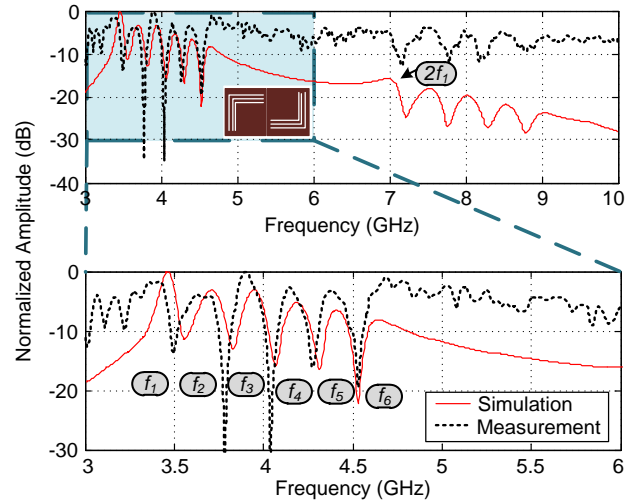 Normalized Amplitude (dB)
0
-10
-20
-30
-40
2f1
3 4 5 6 7 8 9 10
Frequency (GHz)
0
-10
-20
-30
f1 f2 f3 f4 f5 f6
Simulation
Measurement
3 3.5 4 4.5 5 5.5 6
Frequency (GHz)